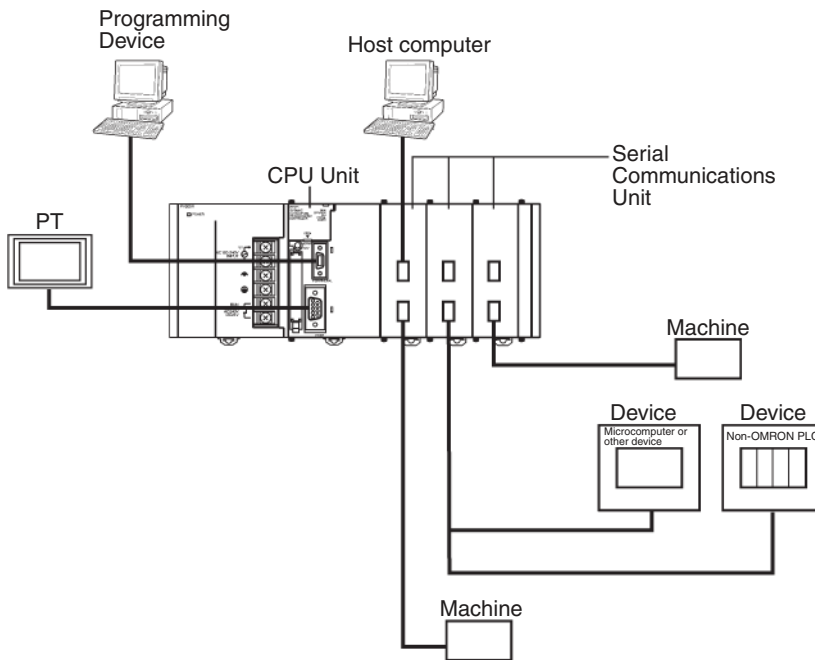 Programming
Device
Host computer
CPU Unit
Serial
Communications
Unit
PT
POWER
Machine
Device
Microcomputer or
other device
Device
Non-OMRON PLC
Machine